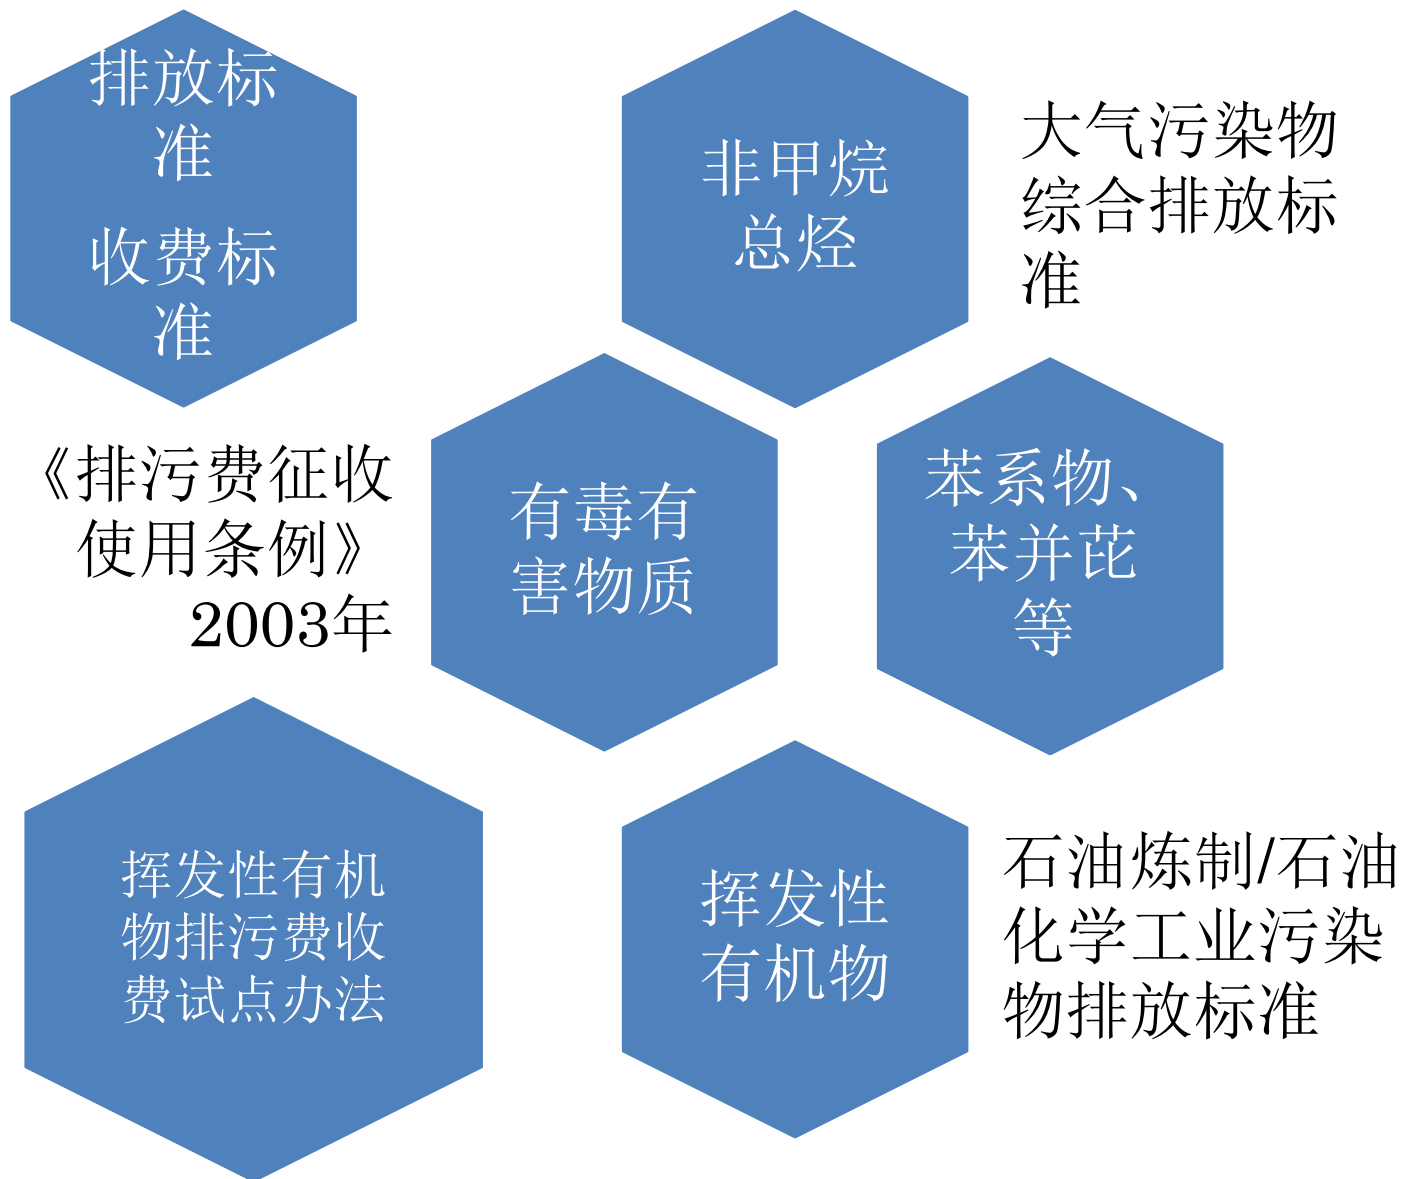 排放标
准
收费标
准
非甲烷
总烃
大气污染物
综合排放标
准
《排污费征收
使用条例》
2003年
有毒有
害物质
苯系物、
苯并芘
等
挥发性有机
物排污费收
费试点办法
挥发性
有机物
石油炼制/石油
化学工业污染
物排放标准